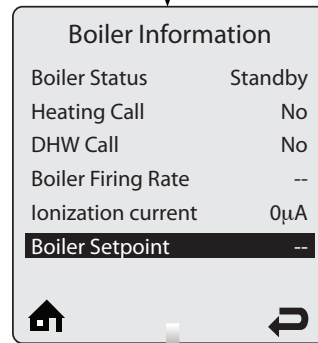 Boiler Information
Boiler Status Standby
Heating Call No
DHW Call No
Boiler Firing Rate --
Ionization current 0µA
Boiler Setpoint --